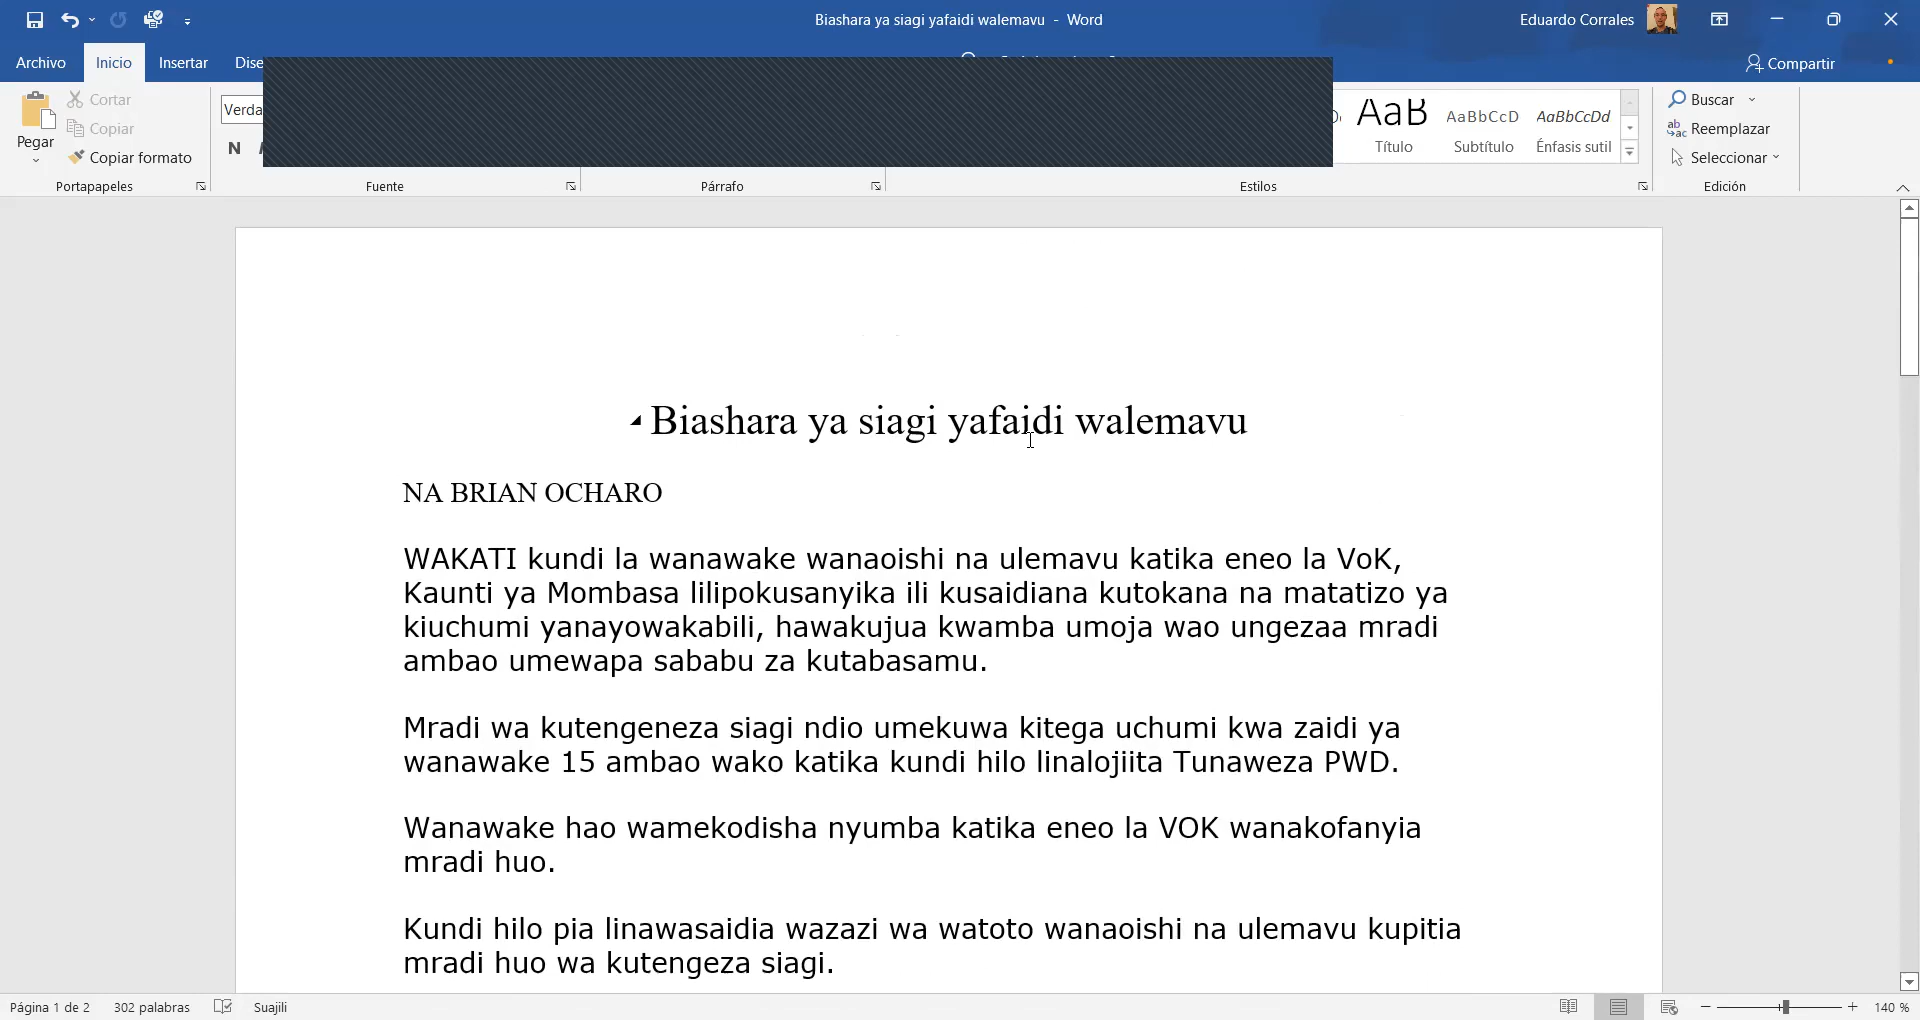 Biashara ya siagi yafaidi walemavu - Word
Eduardo Corrales
Archivo
Inicio
Insertar
Compartir
Pegar
Cortar
Copiar
Copiar formato
Portapapeles
N
Fuente
Párrafo
AaB
Título
AaBbCcD
Subtítulo
AaBbCcDd
Énfasis sutil
Estilos
Buscar
Reemplazar
Seleccionar
Edición
Biashara ya siagi yafaidi walemavu
NA BRIAN OCHARO
WAKATI kundi la wanawake wanaoishi na ulemavu katika eneo la VoK,
Kaunti ya Mombasa lilipokusanyika ili kusaidiana kutokana na matatizo ya
kiuchumi yanayowakabili, hawakujua kwamba umoja wao ungezaa mradi
ambao umewapa sababu za kutabasamu.
Mradi wa kutengeneza siagi ndio umekuwa kitega uchumi kwa zaidi ya
wanawake 15 ambao wako katika kundi hilo linalojiita Tunaweza PWD.
Wanawake hao wamekodisha nyumba katika eneo la VOK wanakofanyia
mradi huo.
Kundi hilo pia linawasaidia wazazi wa watoto wanaoishi na ulemavu kupitia
mradi huo wa kutengeza siagi.
Página 1 de 2
302 palabras
Suajili
140 %